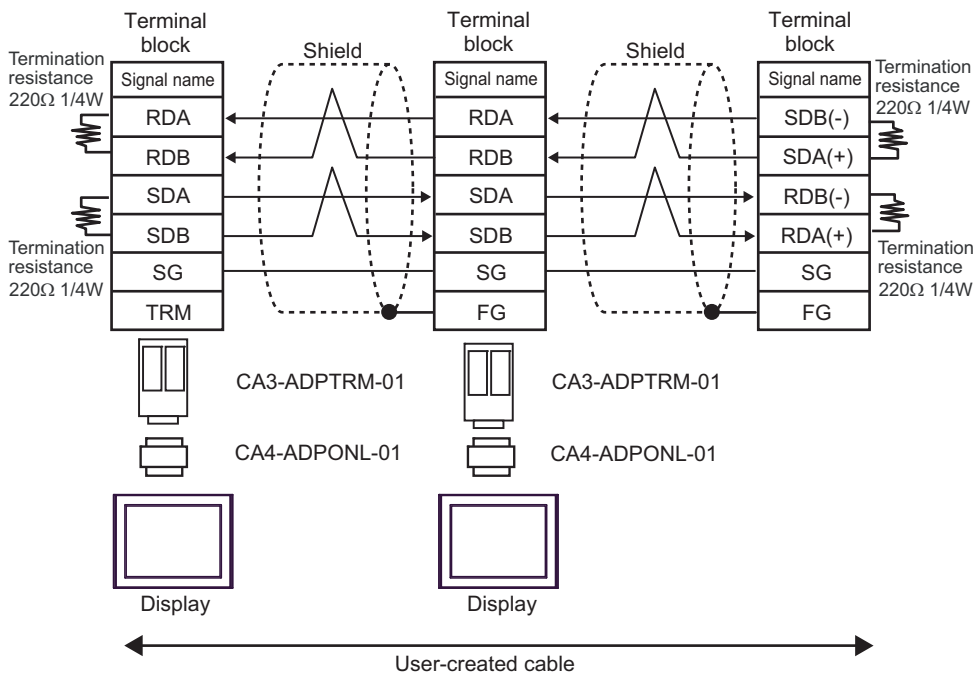 Terminal
block
Shield
Terminal
block
Shield
Terminal
block
Termination
resistance
220Ω 1/4W
Signal name
RDA
RDB
SDA
SDB
SG
TRM
Termination
resistance
220Ω 1/4W
Signal name
RDA
RDB
SDA
SDB
SG
FG
Signal name
SDB(-)
SDA(+)
RDB(-)
RDA(+)
SG
FG
Termination
resistance
220Ω 1/4W
Termination
resistance
220Ω 1/4W
CA3-ADPTRM-01
CA3-ADPTRM-01
CA4-ADPONL-01
CA4-ADPONL-01
Display
Display
User-created cable